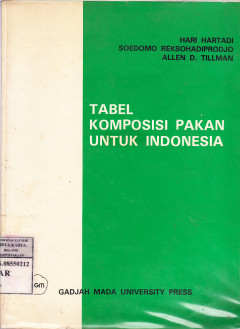 HARI HARTADI
SOEDOMO REKSOHADIPRODJO
ALLEN D. TILLMAN
TABEL
KOMPOSISI PAKAN
UNTUK INDONESIA
GADJAH MADA UNIVERSITY PRESS